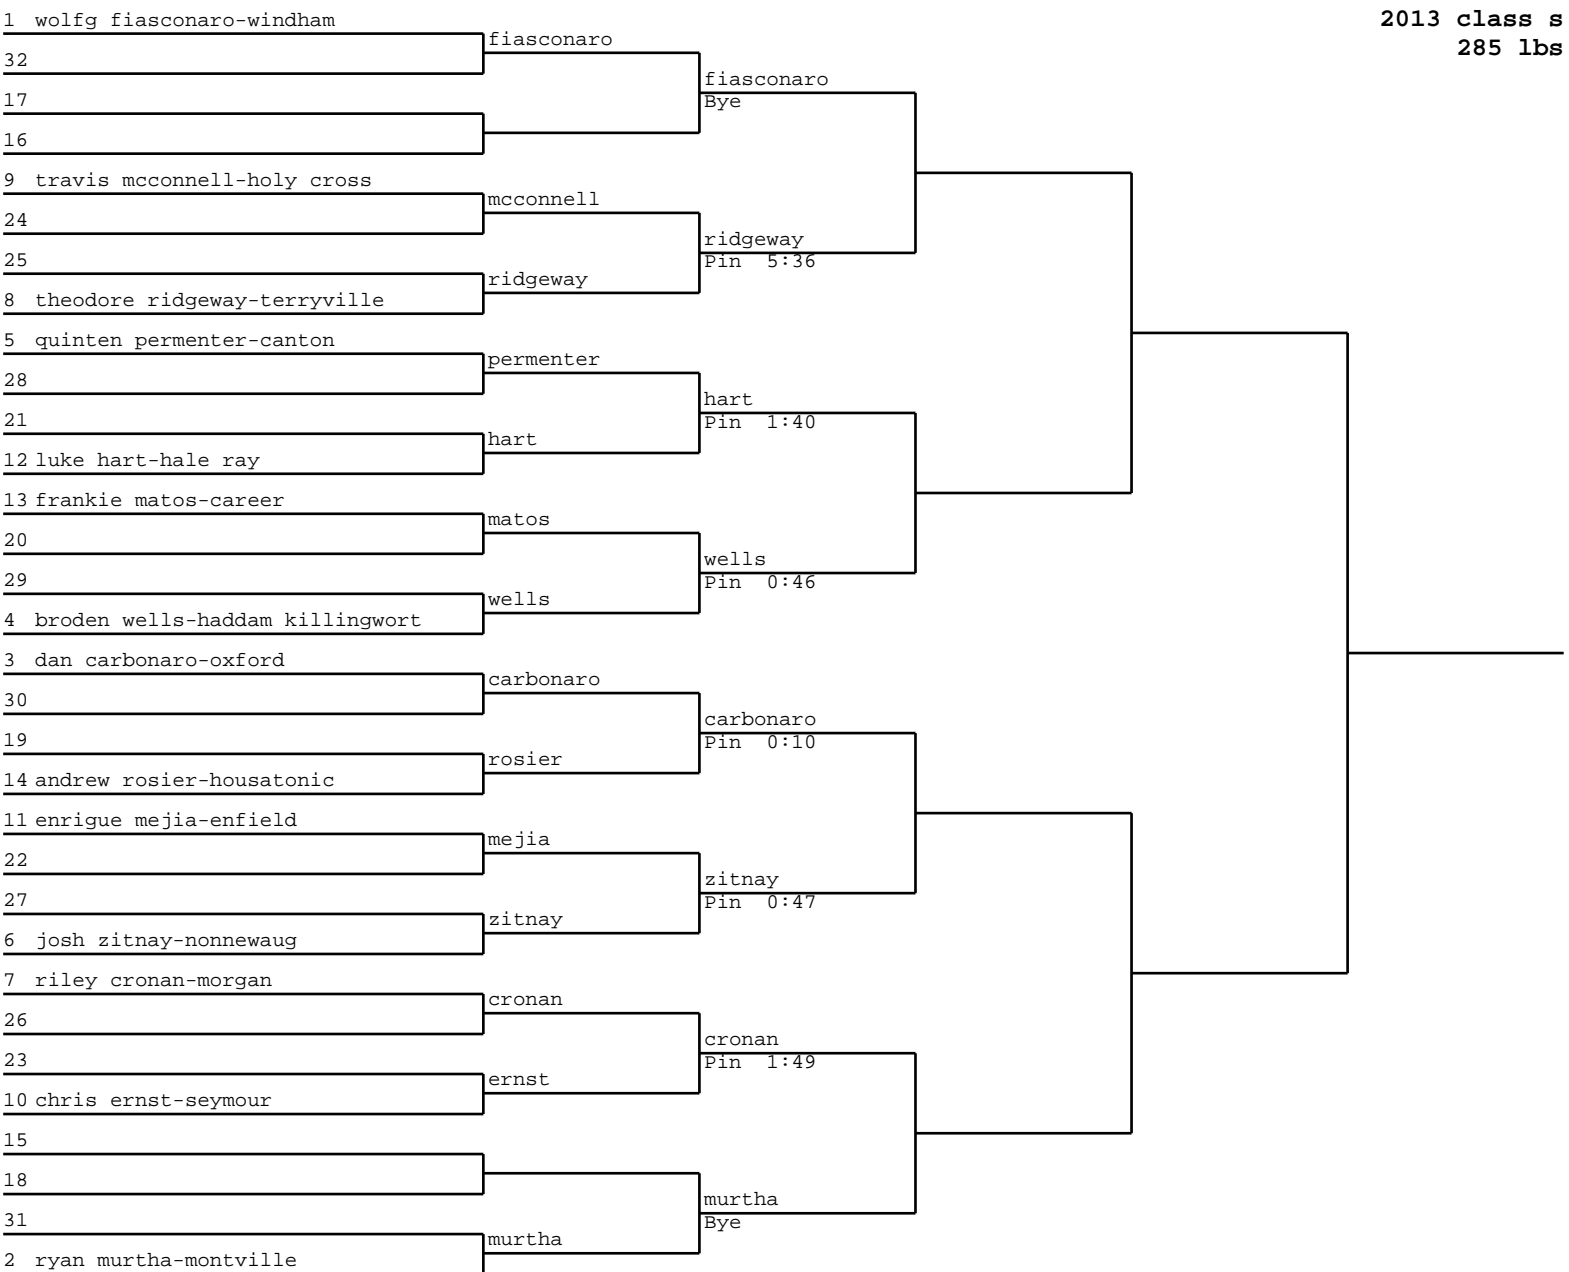 2013 class s
285 lbs
1 wolfg fiasconaro-windham
fiasconaro
32
fiasconaro
17
Bye
16
9 travis mcconnell-holy cross
mcconnell
24
ridgeway
25
Pin 5:36
ridgeway
8 theodore ridgeway-terryville
5 quinten permenter-canton
permenter
28
hart
21
Pin 1:40
hart
12 luke hart-hale ray
13 frankie matos-career
matos
20
wells
29
Pin 0:46
wells
4 broden wells-haddam killingwort
3 dan carbonaro-oxford
carbonaro
30
carbonaro
19
Pin 0:10
rosier
14 andrew rosier-housatonic
11 enrigue mejia-enfield
mejia
22
zitnay
27
Pin 0:47
zitnay
6 josh zitnay-nonnewaug
7 riley cronan-morgan
cronan
26
cronan
23
Pin 1:49
ernst
10 chris ernst-seymour
15
18
murtha
31
Bye
murtha
2 ryan murtha-montville